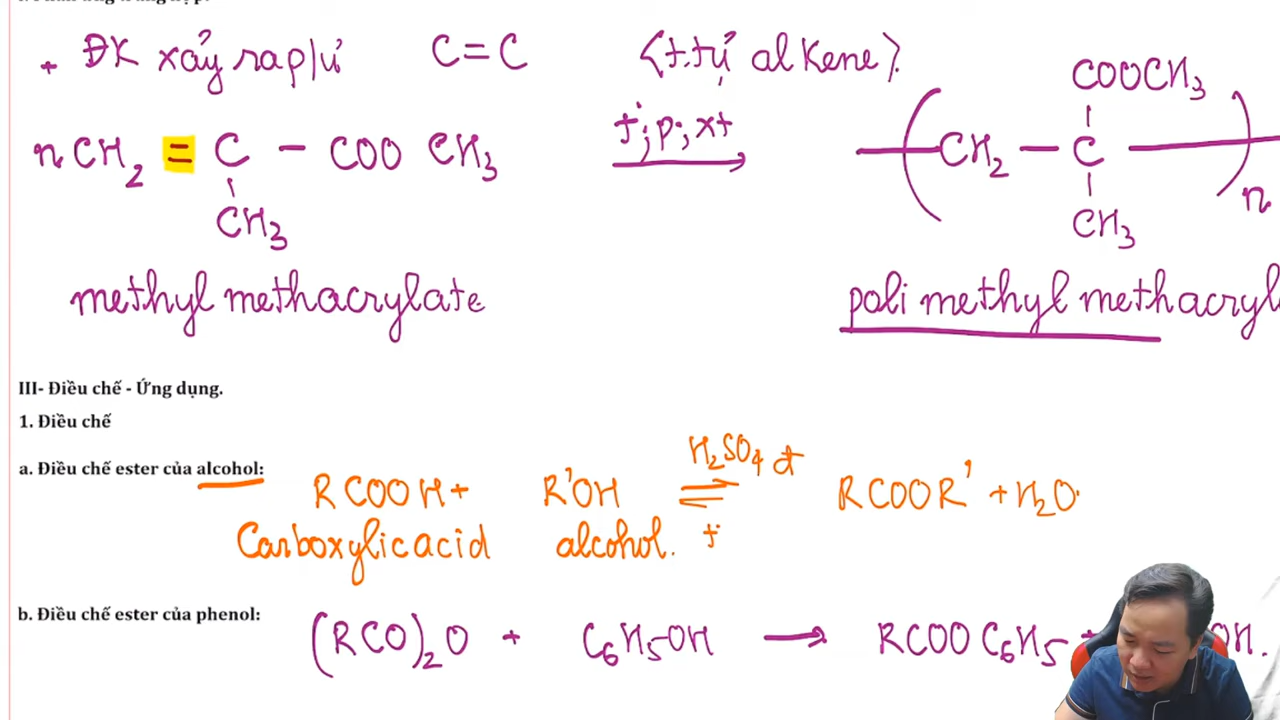 + ĐK xảy ra p/ứ C=C (t.tự alkene).
nCH2 = C - COO CH3 t°; p; xt ( CH2 - C ) n
COOCH3
CH3 CH3
methyl methacrylate poli methyl methacryl
III- Điều chế - Ứng dụng.
1. Điều chế
a. Điều chế ester của alcohol: RCOOH + R'OH ⇌ RCOOR' + H2O.
H2SO4 đ
t°
Carboxylic acid alcohol.
b. Điều chế ester của phenol: (RCO)2O + C6H5OH → RCOOC6H5 + OH.